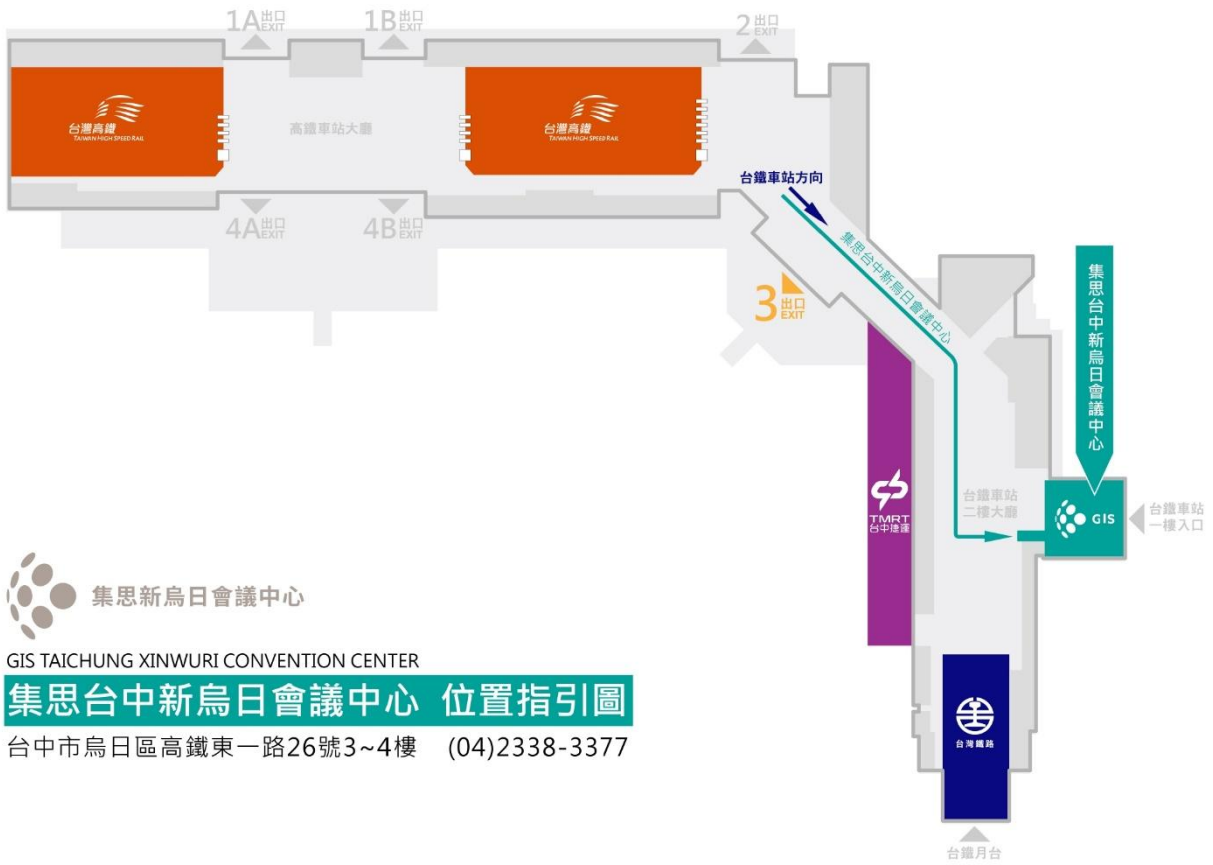 1A出口 EXIT
1B出口 EXIT
2出口 EXIT
台灣高鐵
TAIWAN HIGH SPEED RAIL
高鐵車站大廳
台灣高鐵
TAIWAN HIGH SPEED RAIL
台鐵車站方向
4A出口 EXIT
4B出口 EXIT
集思台中新烏日會議中心
3出口 EXIT
集思台中新烏日會議中心
TMRT
台中捷運
台鐵車站
二樓大廳
GIS
台鐵車站
一樓入口
集思新烏日會議中心
GIS TAICHUNG XINWURI CONVENTION CENTER
集思台中新烏日會議中心 位置指引圖
台中市烏日區高鐵東一路26號3~4樓 (04)2338-3377
台灣鐵路
台鐵月台